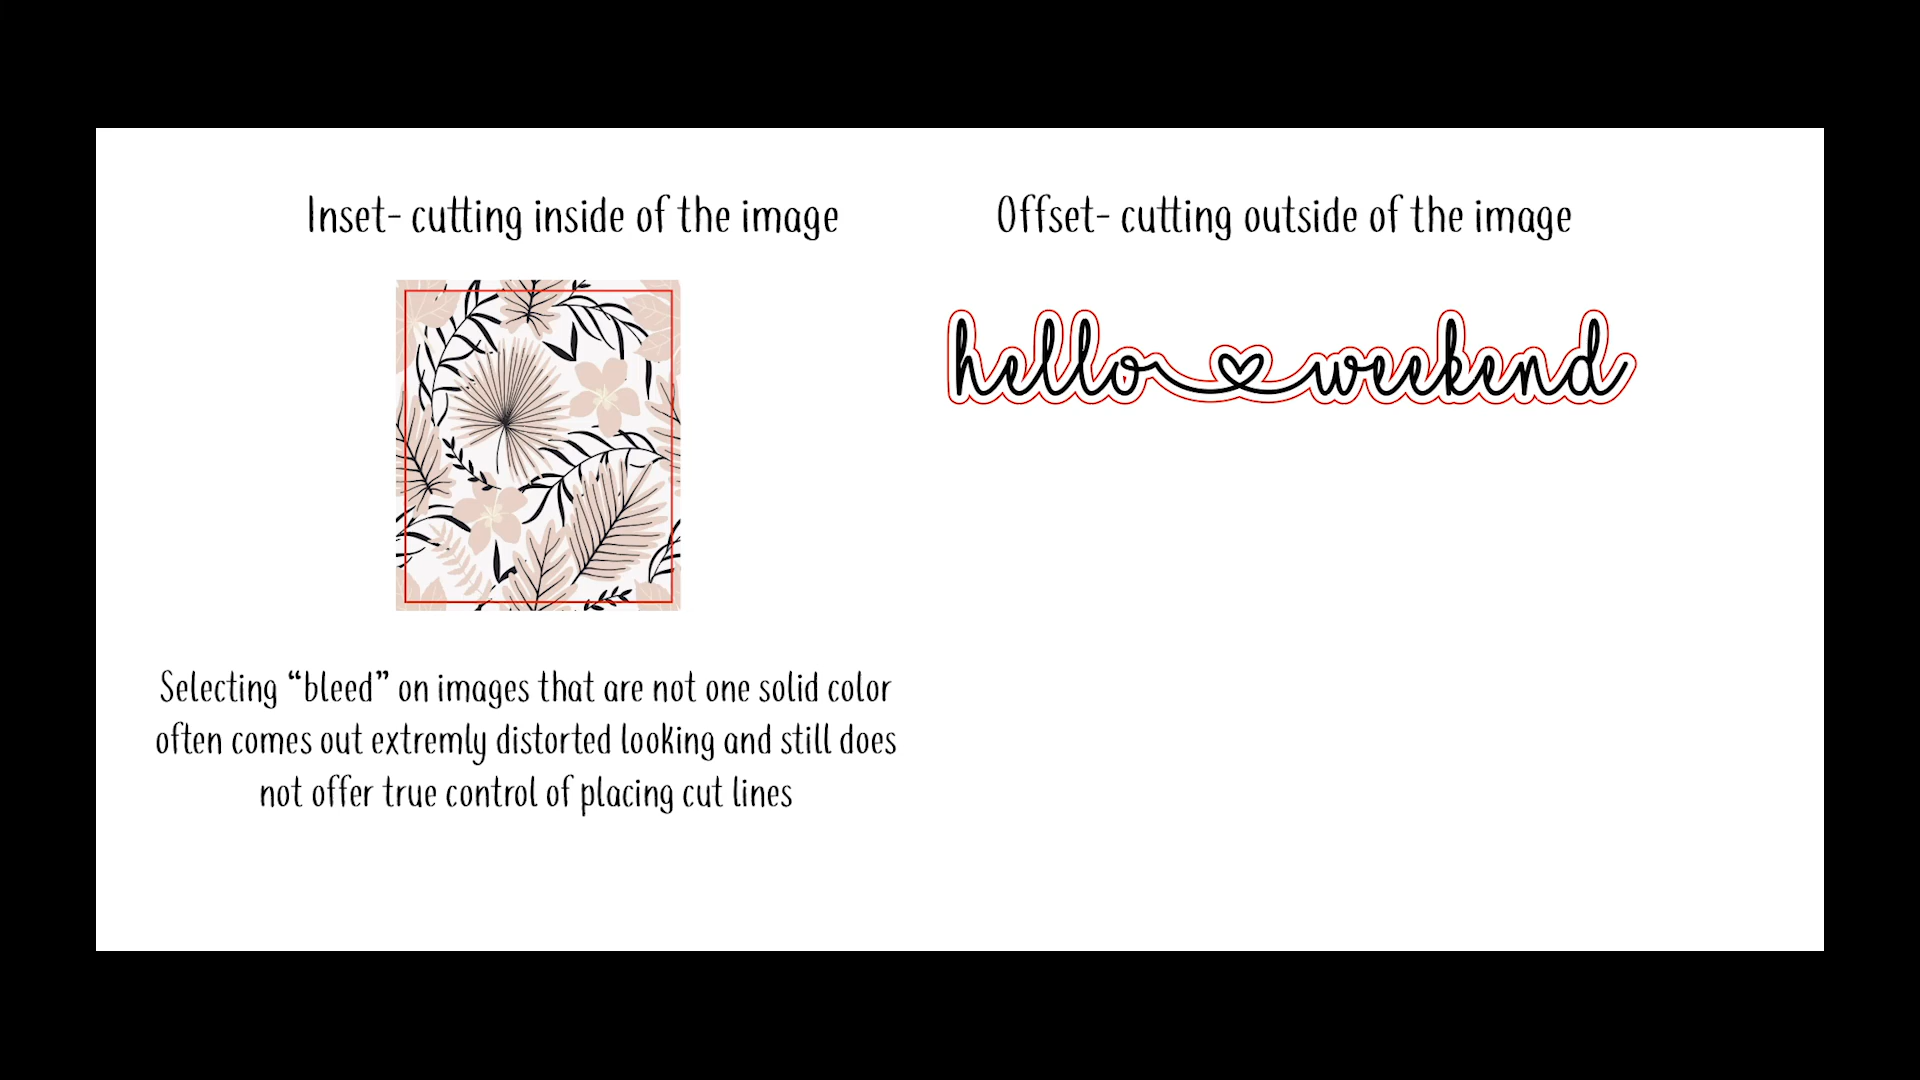 Inset- cutting inside of the image
Offset- cutting outside of the image
hello weekend
Selecting “bleed” on images that are not one solid color
often comes out extremly distorted looking and still does
not offer true control of placing cut lines